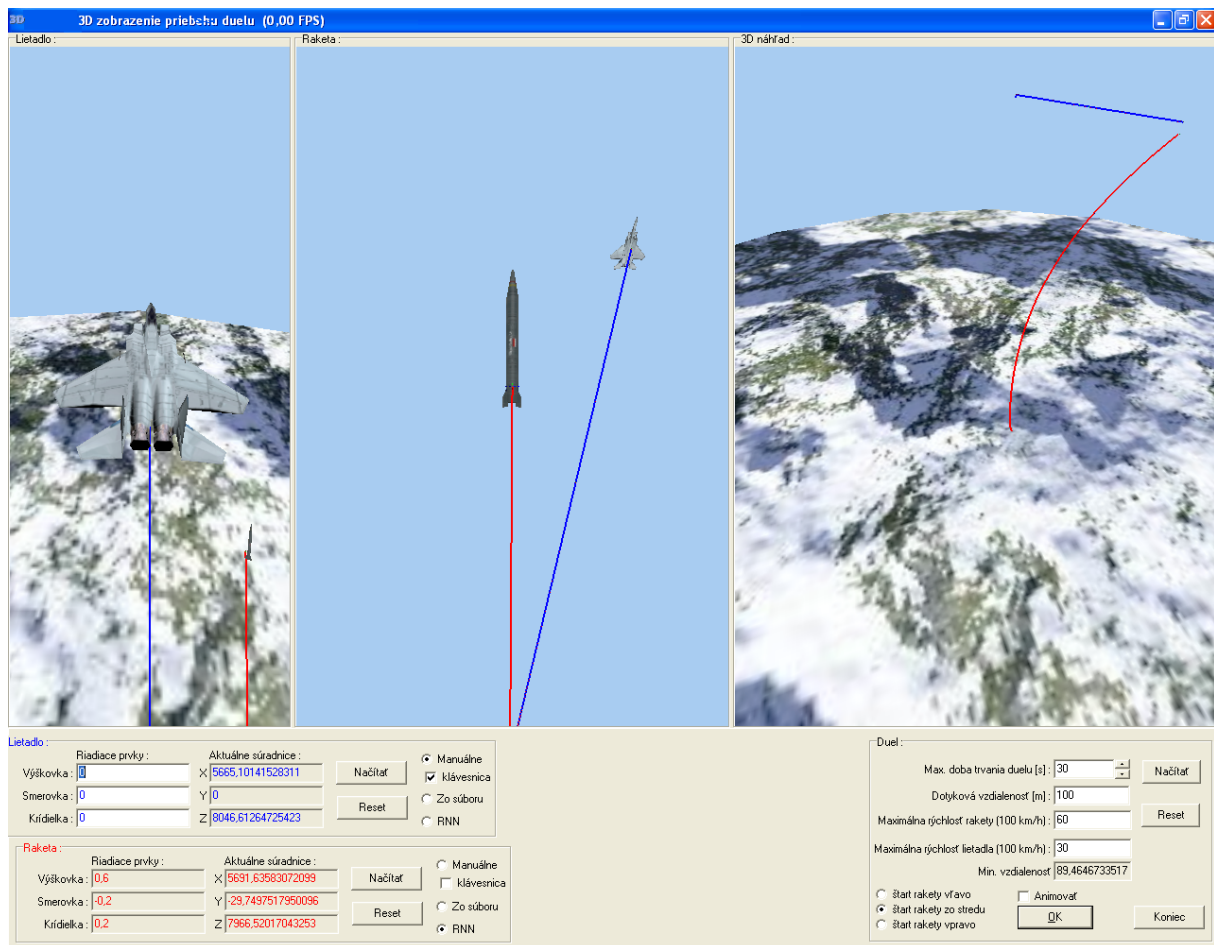 3D 3D zobrazenie priebehu duelu (0,00 FPS)
Lietadlo :
Raketa :
3D náhľad :
Lietadlo :
Riadiace prvky : Aktuálne súradnice :
Výškovka : 0 X 5665,10141528311
Smerovka : 0 Y 0
Krídielka : 0 Z 8046,61264725423
Načítať
Reset
Manuálne
klávesnica
Zo súboru
RNN
Raketa :
Riadiace prvky : Aktuálne súradnice :
Výškovka : 0,6 X 5691,63583072099
Smerovka : -0,2 Y -29,7497517950096
Krídielka : 0,2 Z 7966,52017043253
Načítať
Reset
Manuálne
klávesnica
Zo súboru
RNN
Duel :
Max. doba trvania duelu [s] : 30
Dotyková vzdialenosť [m] : 100
Maximálna rýchlosť rakety (100 km/h) : 60
Maximálna rýchlosť lietadla (100 km/h) : 30
Min. vzdialenosť 89,4646733517
Načítať
Reset
štart rakety vľavo
štart rakety zo stredu
štart rakety vpravo
Animovať
OK
Koniec